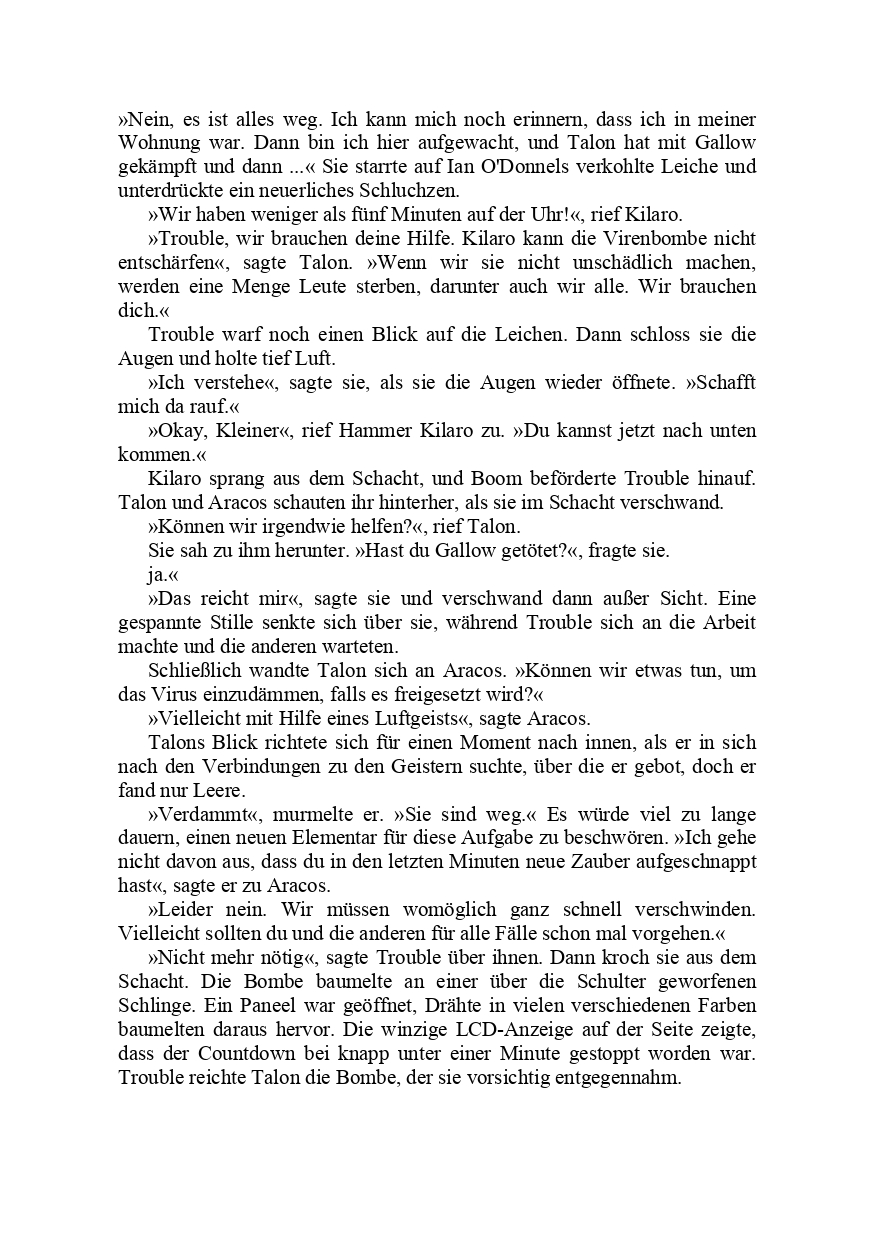 »Nein, es ist alles weg. Ich kann mich noch erinnern, dass ich in meiner
Wohnung war. Dann bin ich hier aufgewacht, und Talon hat mit Gallow
gekämpft und dann ...« Sie starrte auf Ian O'Donnels verkohlte Leiche und
unterdrückte ein neuerliches Schluchzen.
»Wir haben weniger als fünf Minuten auf der Uhr!«, rief Kilaro.
»Trouble, wir brauchen deine Hilfe. Kilaro kann die Virenbombe nicht
entschärfen«, sagte Talon. »Wenn wir sie nicht unschädlich machen,
werden eine Menge Leute sterben, darunter auch wir alle. Wir brauchen
dich.«
Trouble warf noch einen Blick auf die Leichen. Dann schloss sie die
Augen und holte tief Luft.
»Ich verstehe«, sagte sie, als sie die Augen wieder öffnete. »Schafft
mich da rauf.«
»Okay, Kleiner«, rief Hammer Kilaro zu. »Du kannst jetzt nach unten
kommen.«
Kilaro sprang aus dem Schacht, und Boom beförderte Trouble hinauf.
Talon und Aracos schauten ihr hinterher, als sie im Schacht verschwand.
»Können wir irgendwie helfen?«, rief Talon.
Sie sah zu ihm herunter. »Hast du Gallow getötet?«, fragte sie.
ja.«
»Das reicht mir«, sagte sie und verschwand dann außer Sicht. Eine
gespannte Stille senkte sich über sie, während Trouble sich an die Arbeit
machte und die anderen warteten.
Schließlich wandte Talon sich an Aracos. »Können wir etwas tun, um
das Virus einzudämmen, falls es freigesetzt wird?«
»Vielleicht mit Hilfe eines Luftgeists«, sagte Aracos.
Talons Blick richtete sich für einen Moment nach innen, als er in sich
nach den Verbindungen zu den Geistern suchte, über die er gebot, doch er
fand nur Leere.
»Verdammt«, murmelte er. »Sie sind weg.« Es würde viel zu lange
dauern, einen neuen Elementar für diese Aufgabe zu beschwören. »Ich gehe
nicht davon aus, dass du in den letzten Minuten neue Zauber aufgeschnappt
hast«, sagte er zu Aracos.
»Leider nein. Wir müssen womöglich ganz schnell verschwinden.
Vielleicht sollten du und die anderen für alle Fälle schon mal vorgehen.«
»Nicht mehr nötig«, sagte Trouble über ihnen. Dann kroch sie aus dem
Schacht. Die Bombe baumelte an einer über die Schulter geworfenen
Schlinge. Ein Paneel war geöffnet, Drähte in vielen verschiedenen Farben
baumelten daraus hervor. Die winzige LCD-Anzeige auf der Seite zeigte,
dass der Countdown bei knapp unter einer Minute gestoppt worden war.
Trouble reichte Talon die Bombe, der sie vorsichtig entgegennahm.